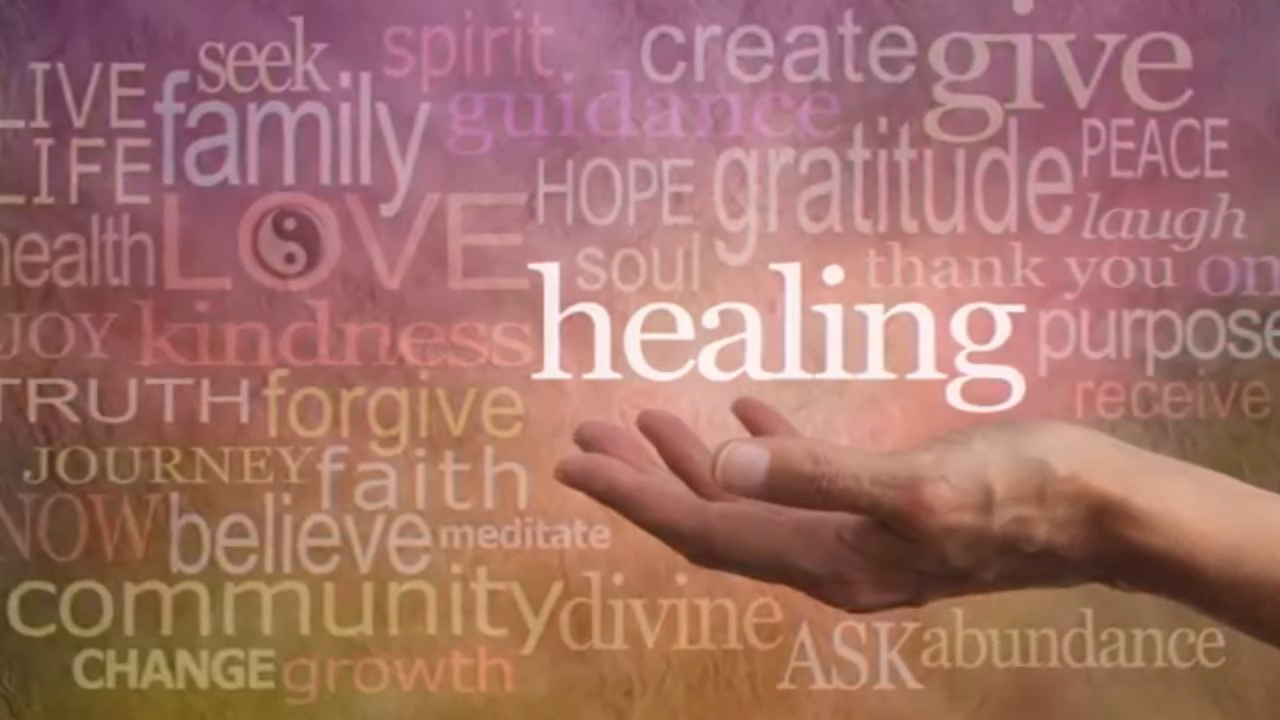 seek spirit create give
LIVE family guidance
LIFE HOPE gratitude PEACE
health LOVE soul laugh
thank you on
JOY kindness healing purpose
TRUTH forgive receive
JOURNEY faith
NOW believe meditate
community divine
CHANGE growth ASK abundance